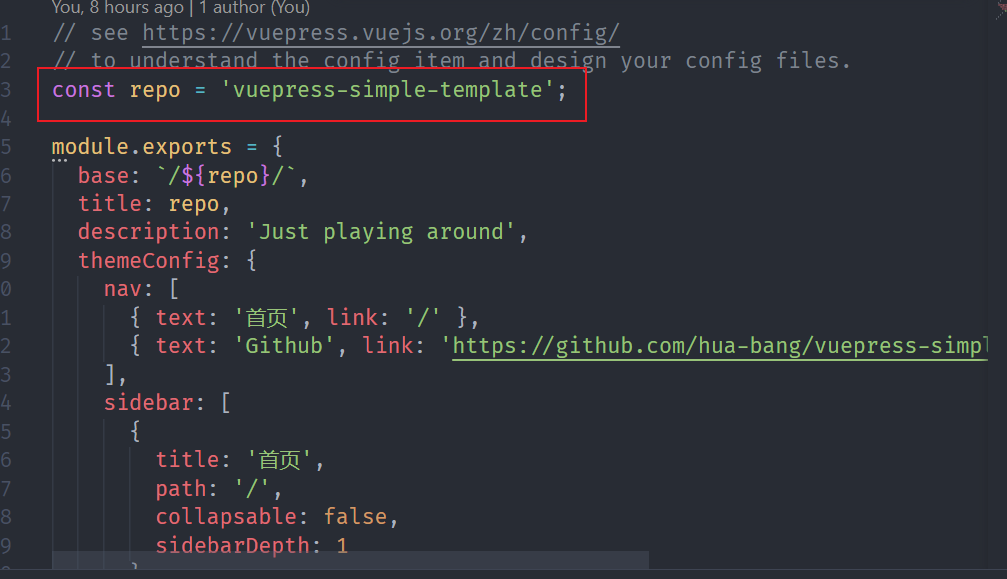 You, 8 hours ago | 1 author (You)
1 // see https://vuepress.vuejs.org/zh/config/
2 // to understand the config item and design your config files.
3 const repo = 'vuepress-simple-template';
4
5 module.exports = {
6 base: `/${repo}/`,
7 title: repo,
8 description: 'Just playing around',
9 themeConfig: {
0 nav: [
1 { text: '首页', link: '/' },
2 { text: 'Github', link: 'https://github.com/hua-bang/vuepress-simpl
3 ],
4 sidebar: [
5 {
6 title: '首页',
7 path: '/',
8 collapsable: false,
9 sidebarDepth: 1